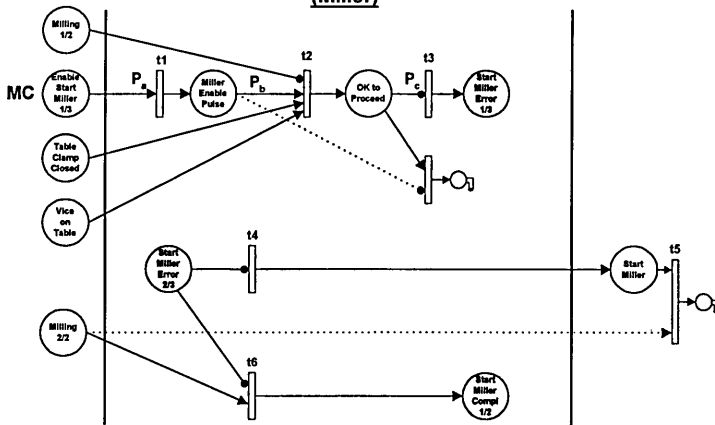 (Miller)
Milling
1/2
t1
t2
t3
MC
Enable
Start
Miller
1/3
Pa
Miller
Enable
Pulse
Pb
OK to
Proceed
Pc
Start
Miller
Error
1/3
Table
Clamp
Closed
Vice
on
Table
t4
t5
Start
Miller
Error
2/3
Start
Miller
Milling
2/2
t6
Start
Miller
Compl
1/2